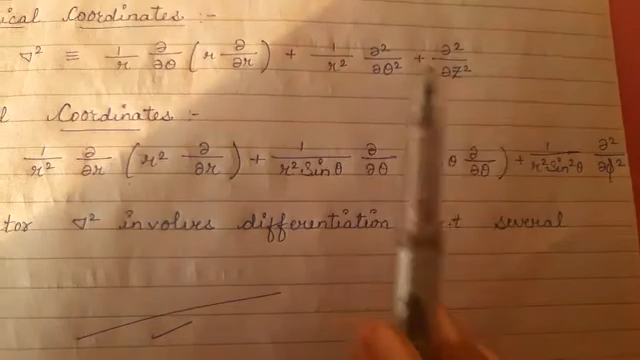 ical Coordinates :-
∇² ≡ 1/r ∂/∂θ (r ∂/∂r) + 1/r² ∂²/∂θ² + ∂²/∂z²
l Coordinates :-
1/r² ∂/∂r (r² ∂/∂r) + 1/r² sinθ ∂/∂θ θ ∂/∂θ) + 1/r² sin²θ ∂²/∂φ²
tor ∇² involves differentiation r.t several